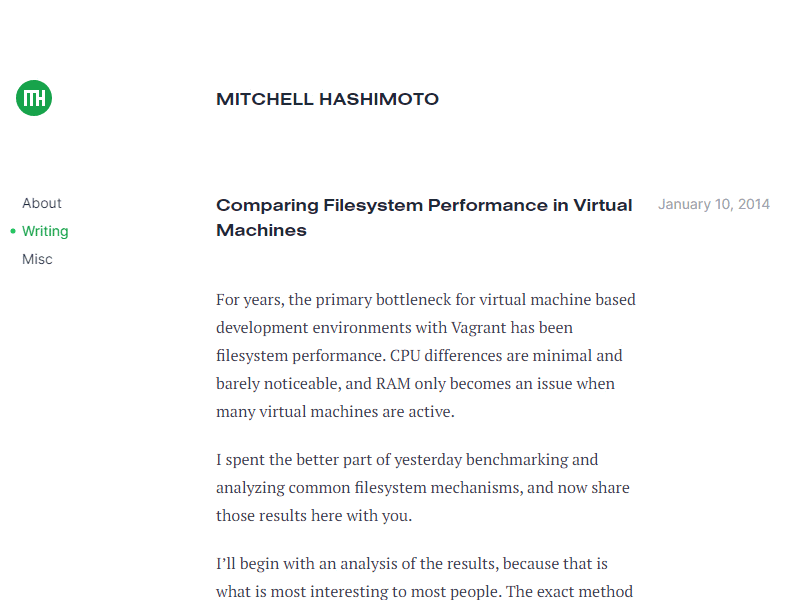 MH
MITCHELL HASHIMOTO
About
Writing
Misc
Comparing Filesystem Performance in Virtual
Machines
January 10, 2014
For years, the primary bottleneck for virtual machine based
development environments with Vagrant has been
filesystem performance. CPU differences are minimal and
barely noticeable, and RAM only becomes an issue when
many virtual machines are active.
I spent the better part of yesterday benchmarking and
analyzing common filesystem mechanisms, and now share
those results here with you.
I’ll begin with an analysis of the results, because that is
what is most interesting to most people. The exact method